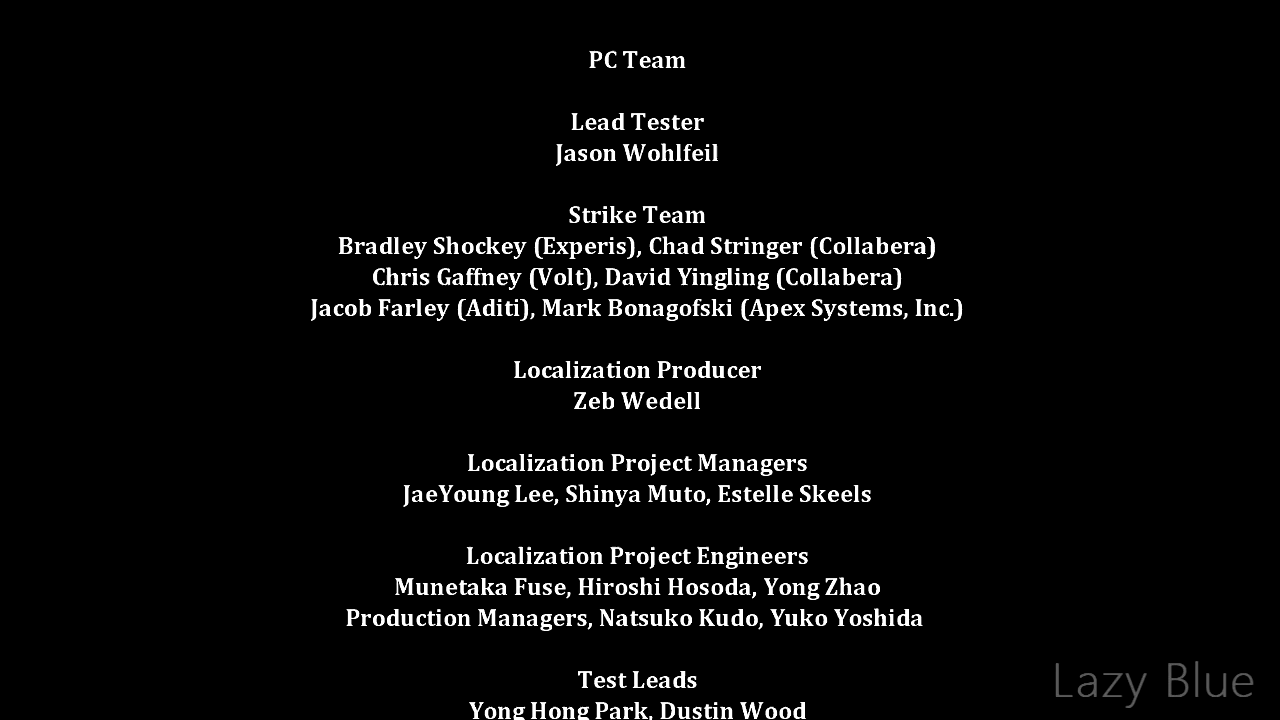 PC Team
Lead Tester
Jason Wohlfeil
Strike Team
Bradley Shockey (Experis), Chad Stringer (Collabera)
Chris Gaffney (Volt), David Yingling (Collabera)
Jacob Farley (Aditi), Mark Bonagofski (Apex Systems, Inc.)
Localization Producer
Zeb Wedell
Localization Project Managers
JaeYoung Lee, Shinya Muto, Estelle Skeels
Localization Project Engineers
Munetaka Fuse, Hiroshi Hosoda, Yong Zhao
Production Managers, Natsuko Kudo, Yuko Yoshida
Test Leads
Yong Hong Park, Dustin Wood
Lazy Blue